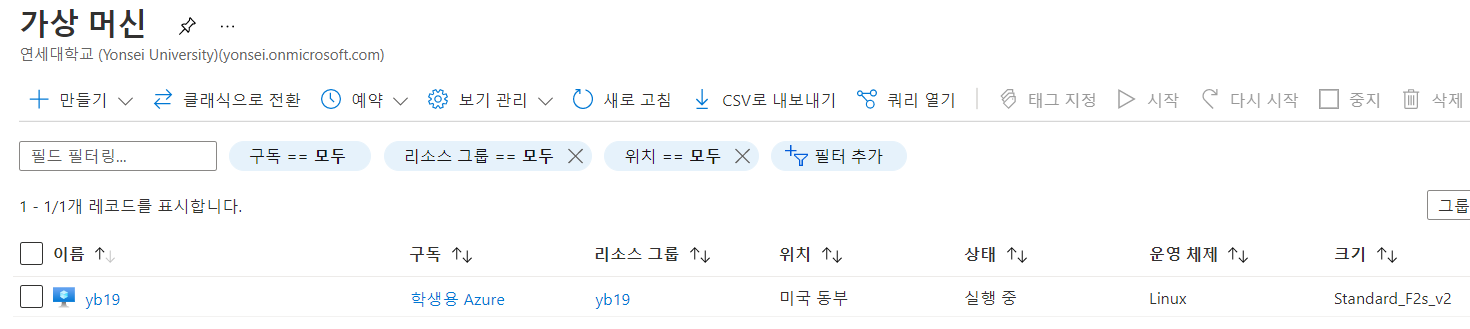 가상 머신 ...
연세대학교 (Yonsei University)(yonsei.onmicrosoft.com)
만들기 클래식으로 전환 예약 보기 관리 새로 고침 CSV로 내보내기 쿼리 열기 태그 지정 시작 다시 시작 중지 삭제
필드 필터링... 구독 == 모두 리소스 그룹 == 모두 위치 == 모두 필터 추가
1 - 1/1개 레코드를 표시합니다. 그룹
이름 구독 리소스 그룹 위치 상태 운영 체제 크기
yb19 학생용 Azure yb19 미국 동부 실행 중 Linux Standard_F2s_v2